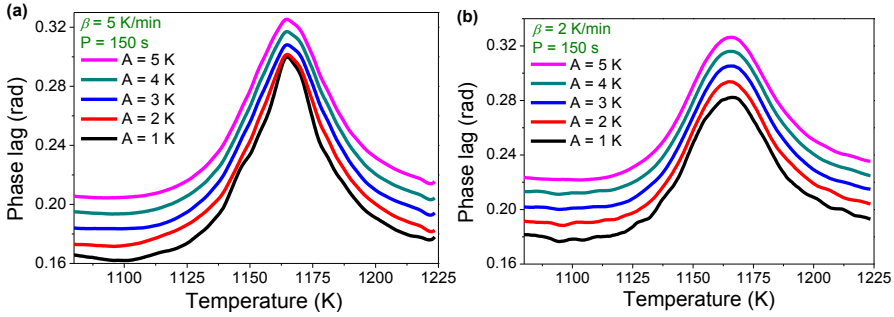 (a)
β = 5 K/min
P = 150 s
A = 5 K
A = 4 K
A = 3 K
A = 2 K
A = 1 K
Phase lag (rad)
0.32
0.28
0.24
0.20
0.16
1100
1125
1150
1175
1200
1225
Temperature (K)
(b)
β = 2 K/min
P = 150 s
A = 5 K
A = 4 K
A = 3 K
A = 2 K
A = 1 K
Phase lag (rad)
0.32
0.28
0.24
0.20
0.16
1100
1125
1150
1175
1200
1225
Temperature (K)